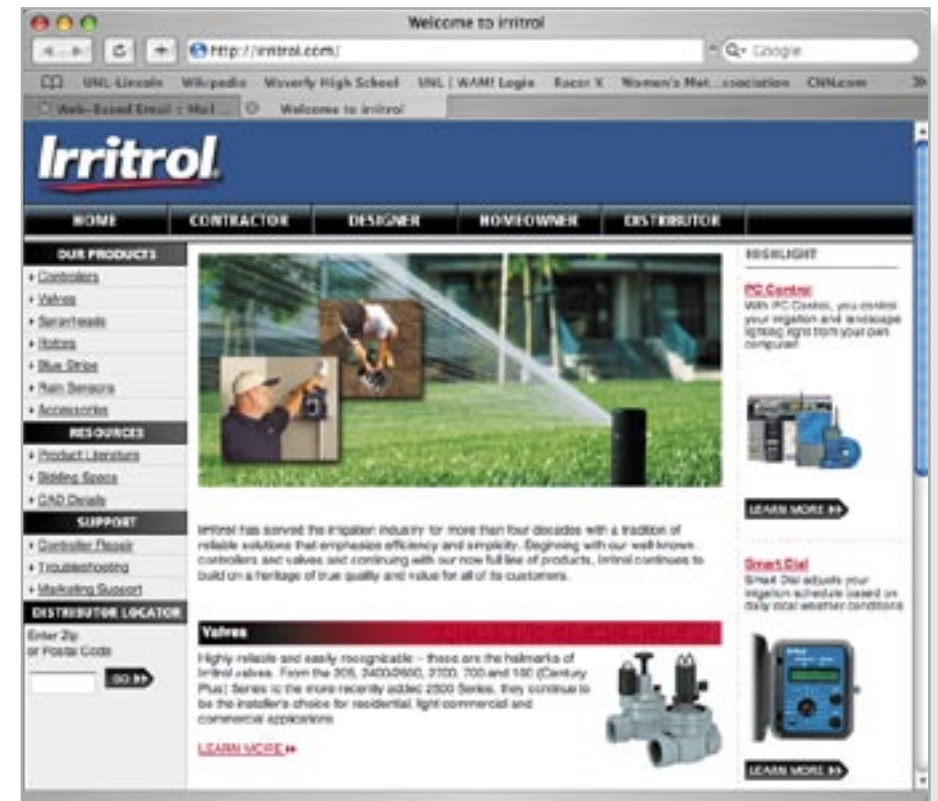 Welcome to irritrol
http://irritrol.com/
Google
UNL-Lincoln Wikipedia Waverly High School UNL | WAM! Login Racer X Women's Mat...ssociation CNN.com
Web-Based Email :: Mail ... Welcome to irritrol
Irritrol
HOME CONTRACTOR DESIGNER HOMEOWNER DISTRIBUTOR
OUR PRODUCTS
Controllers
Valves
Sprayheads
Rotors
Blue Stripe
Rain Sensors
Accessories
RESOURCES
Product Literature
Bidding Specs
CAD Details
SUPPORT
Controller Repair
Troubleshooting
Marketing Support
DISTRIBUTOR LOCATOR
Enter Zip
or Postal Code
GO
Irritrol has served the irrigation industry for more than four decades with a tradition of
reliable solutions that emphasize efficiency and simplicity. Beginning with our well known
controllers and valves and continuing with our now full line of products, Irritrol continues to
build on a heritage of true quality and value for all of its customers.
Valves
Highly reliable and easily recognizable – these are the hallmarks of
Irritrol valves. From the 205, 2400/2600, 2700, 700 and 100 (Century
Plus) Series to the more recently added 2500 Series, they continue to
be the installer's choice for residential, light commercial and
commercial applications
LEARN MORE
HIGHLIGHT
PC Control
With PC Control, you control
your irrigation and landscape
lighting right from your own
computer!
LEARN MORE
Smart Dial
Smart Dial adjusts your
irrigation schedule based on
daily local weather conditions
LEARN MORE